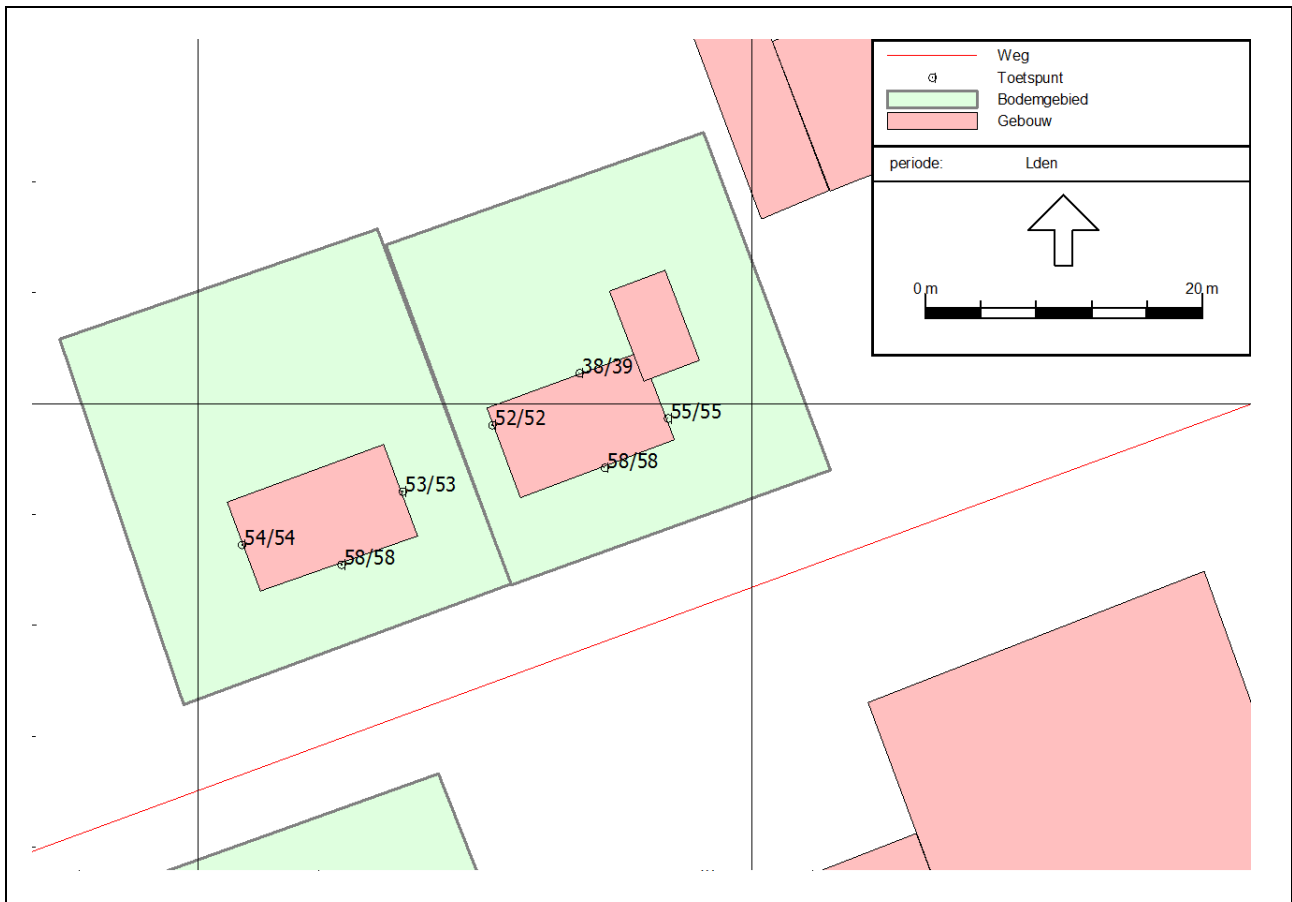 Weg
Toetspunt
Bodemgebied
Gebouw
periode: Lden
0 m 20 m
38/39
52/52
55/55
58/58
53/53
54/54
58/58